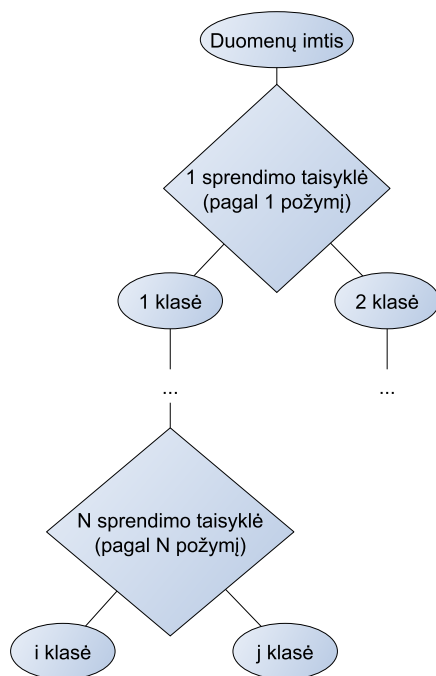 Duomenų imtis
1 sprendimo taisyklė
(pagal 1 požymį)
1 klasė
2 klasė
...
...
N sprendimo taisyklė
(pagal N požymį)
i klasė
j klasė